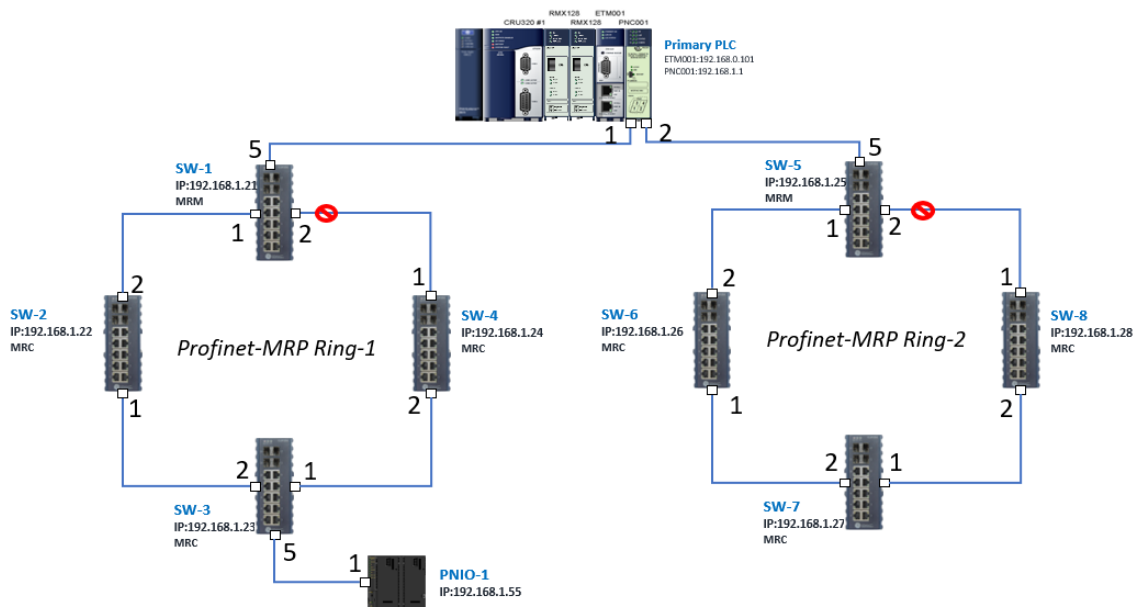 RMX128 ETM001
CRU320 #1 RMX128 PNC001
Primary PLC
ETM001:192.168.0.101
PNC001:192.168.1.1
1 2
5
SW-1
IP:192.168.1.21
MRM
1 2
5
SW-5
IP:192.168.1.25
MRM
1 2
2
SW-2
IP:192.168.1.22
MRC
1
1
SW-4
IP:192.168.1.24
MRC
2
Profinet-MRP Ring-1
2
SW-6
IP:192.168.1.26
MRC
1
1
SW-8
IP:192.168.1.28
MRC
2
Profinet-MRP Ring-2
2 1
SW-3
IP:192.168.1.23
MRC
5
2 1
SW-7
IP:192.168.1.27
MRC
1
PNIO-1
IP:192.168.1.55